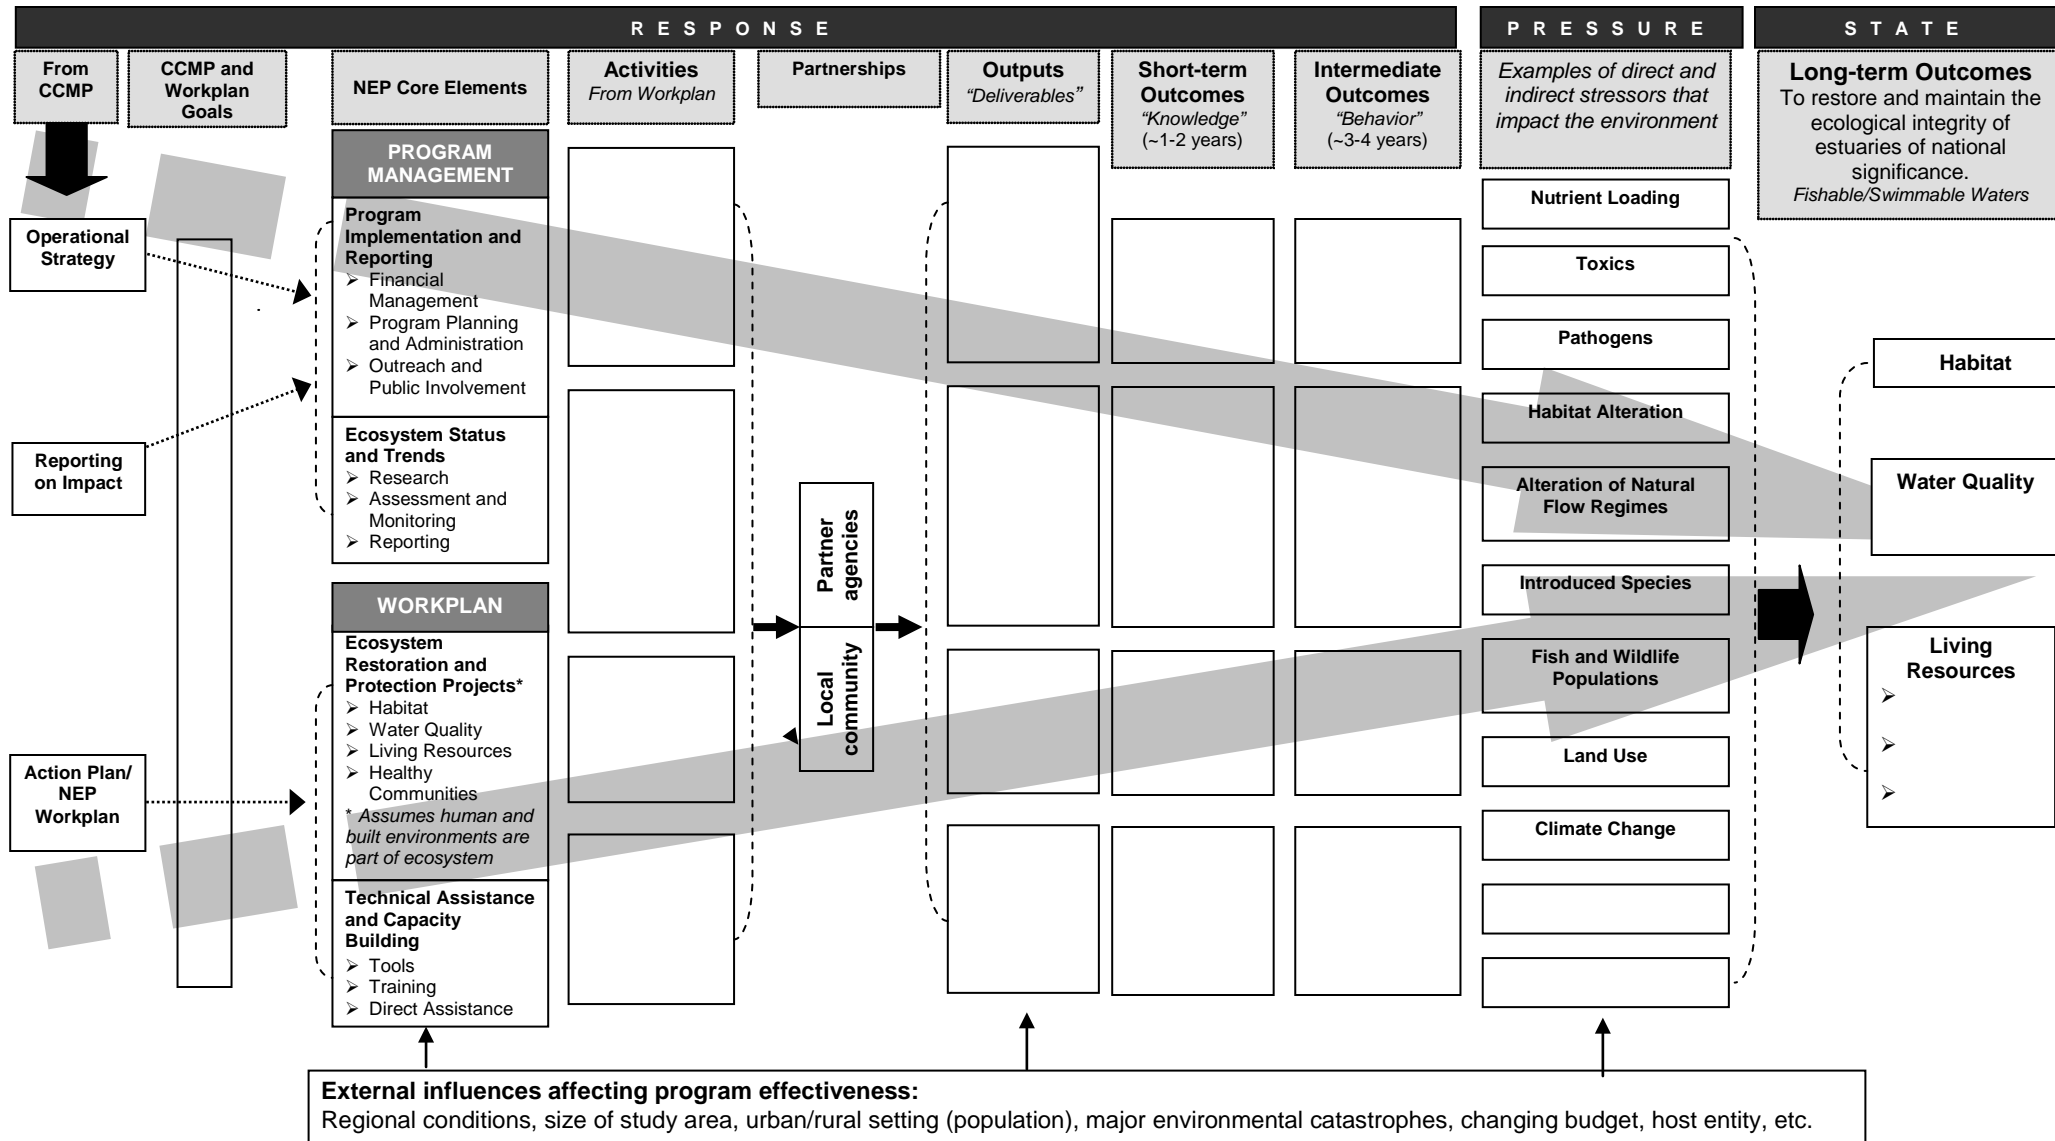 R E S P O N S E
P R E S S U R E
S T A T E
From
CCMP
CCMP and
Workplan
Goals
NEP Core Elements
Activities
From Workplan
Partnerships
Outputs
“Deliverables”
Short-term
Outcomes
“Knowledge”
(~1-2 years)
Intermediate
Outcomes
“Behavior”
(~3-4 years)
Examples of direct and
indirect stressors that
impact the environment
Long-term Outcomes
To restore and maintain the
ecological integrity of
estuaries of national
significance.
Fishable/Swimmable Waters
Operational
Strategy
Reporting
on Impact
Action Plan/
NEP
Workplan
PROGRAM
MANAGEMENT
Program
Implementation and
Reporting
➢ Financial
Management
➢ Program Planning
and Administration
➢ Outreach and
Public Involvement
Ecosystem Status
and Trends
➢ Research
➢ Assessment and
Monitoring
➢ Reporting
WORKPLAN
Ecosystem
Restoration and
Protection Projects*
➢ Habitat
➢ Water Quality
➢ Living Resources
➢ Healthy
Communities
* Assumes human and
built environments are
part of ecosystem
Technical Assistance
and Capacity
Building
➢ Tools
➢ Training
➢ Direct Assistance
Partner
agencies
Local
community
Nutrient Loading
Toxics
Pathogens
Habitat Alteration
Alteration of Natural
Flow Regimes
Introduced Species
Fish and Wildlife
Populations
Land Use
Climate Change
Habitat
Water Quality
Living
Resources
➢
➢
➢
External influences affecting program effectiveness:
Regional conditions, size of study area, urban/rural setting (population), major environmental catastrophes, changing budget, host entity, etc.